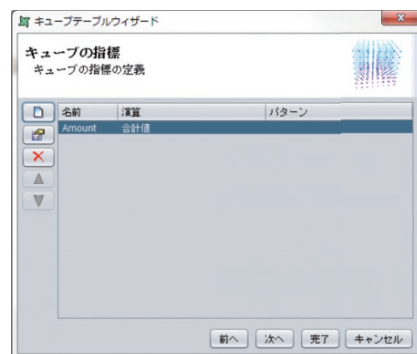 キューブテーブルウィザード
キューブの指標
キューブの指標の定義
名前 演算 パターン
Amount 合計値
前へ 次へ 完了 キャンセル